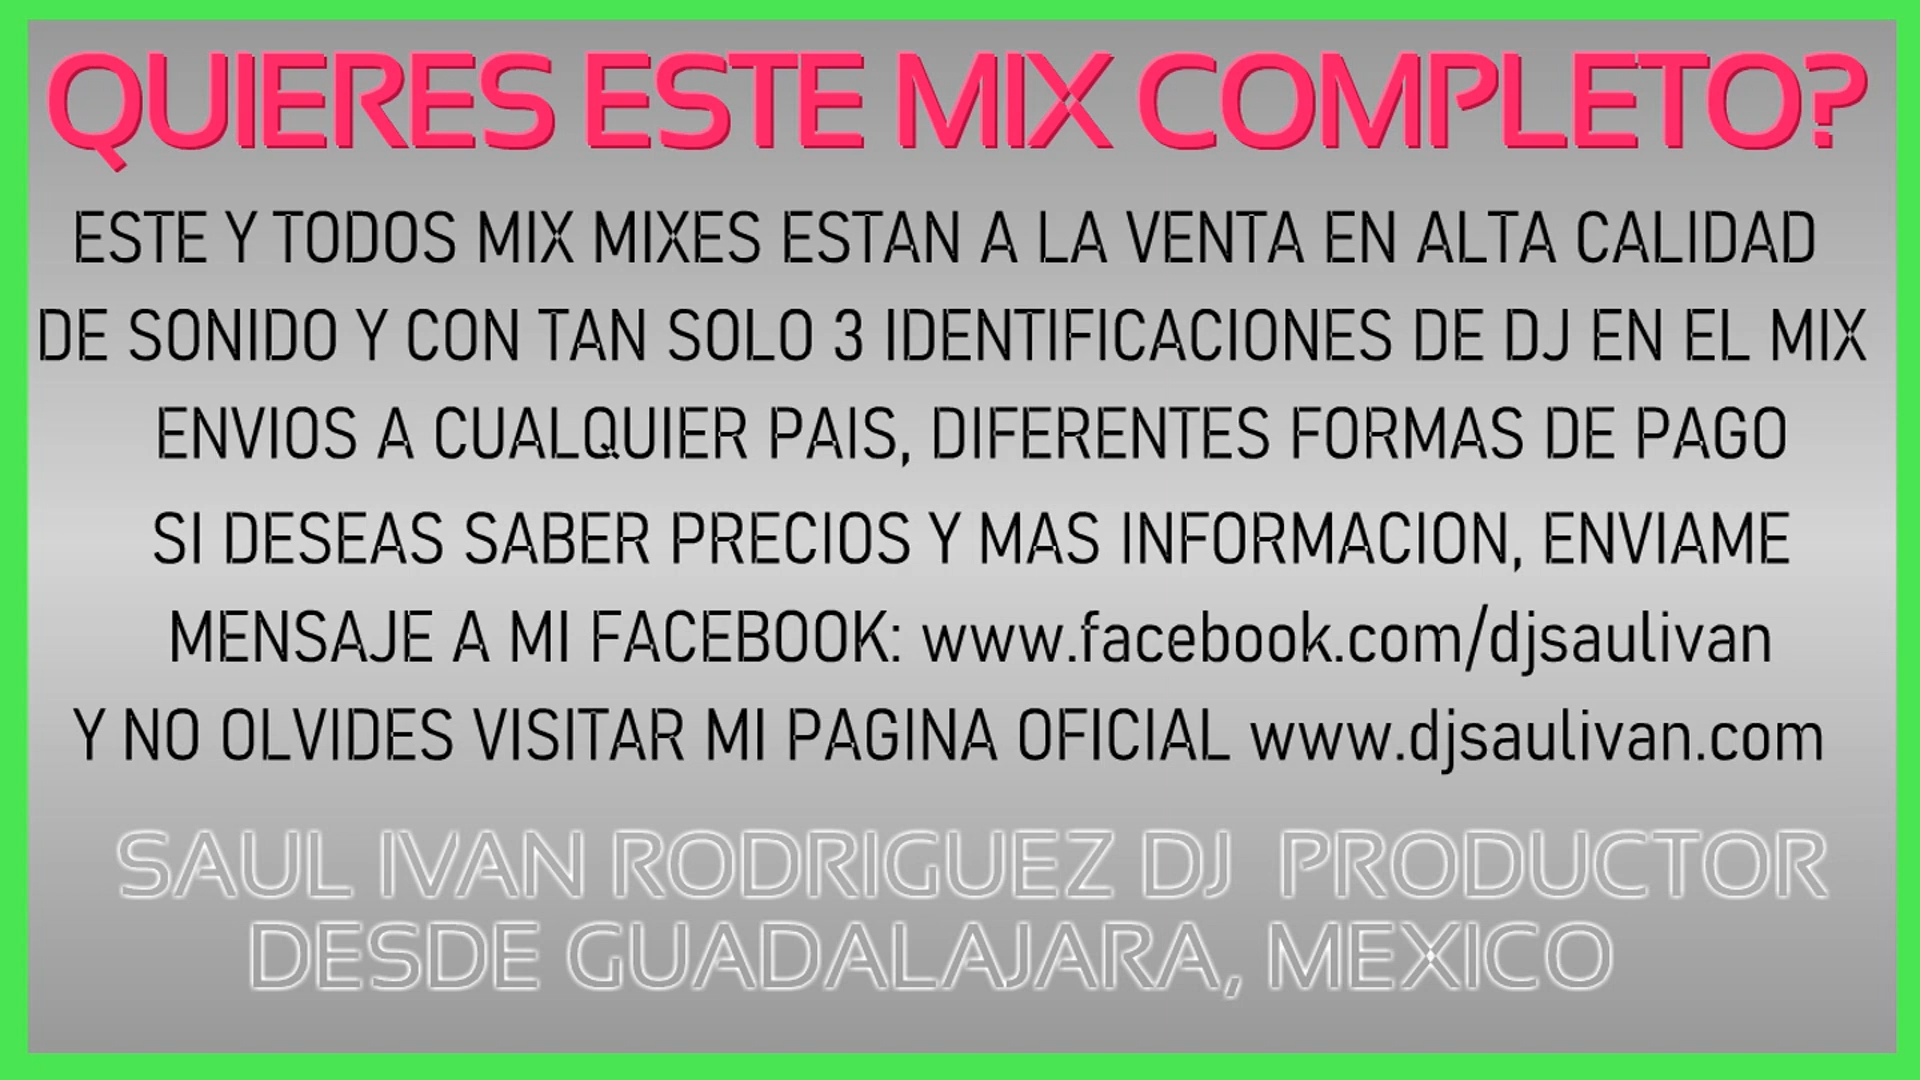 QUIERES ESTE MIX COMPLETO?
ESTE Y TODOS MIX MIXES ESTAN A LA VENTA EN ALTA CALIDAD
DE SONIDO Y CON TAN SOLO 3 IDENTIFICACIONES DE DJ EN EL MIX
ENVIOS A CUALQUIER PAIS, DIFERENTES FORMAS DE PAGO
SI DESEAS SABER PRECIOS Y MAS INFORMACION, ENVIAME
MENSAJE A MI FACEBOOK: www.facebook.com/djsaulivan
Y NO OLVIDES VISITAR MI PAGINA OFICIAL www.djsaulivan.com
SAUL IVAN RODRIGUEZ DJ PRODUCTOR
DESDE GUADALAJARA, MEXICO